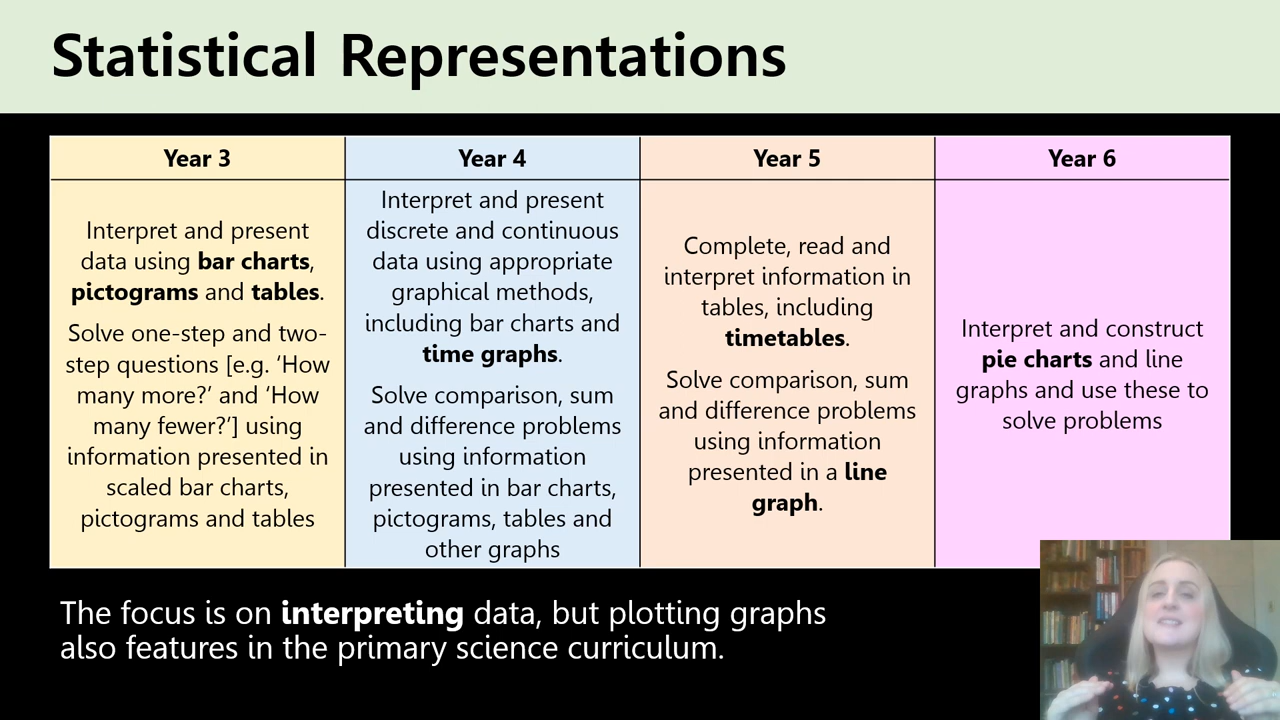 Statistical Representations
Year 3
Year 4
Year 5
Year 6
Interpret and present
data using bar charts,
pictograms and tables.
Solve one-step and two-
step questions [e.g. ‘How
many more?’ and ‘How
many fewer?’] using
information presented in
scaled bar charts,
pictograms and tables
Interpret and present
discrete and continuous
data using appropriate
graphical methods,
including bar charts and
time graphs.
Solve comparison, sum
and difference problems
using information
presented in bar charts,
pictograms, tables and
other graphs
Complete, read and
interpret information in
tables, including
timetables.
Solve comparison, sum
and difference problems
using information
presented in a line
graph.
Interpret and construct
pie charts and line
graphs and use these to
solve problems
The focus is on interpreting data, but plotting graphs
also features in the primary science curriculum.